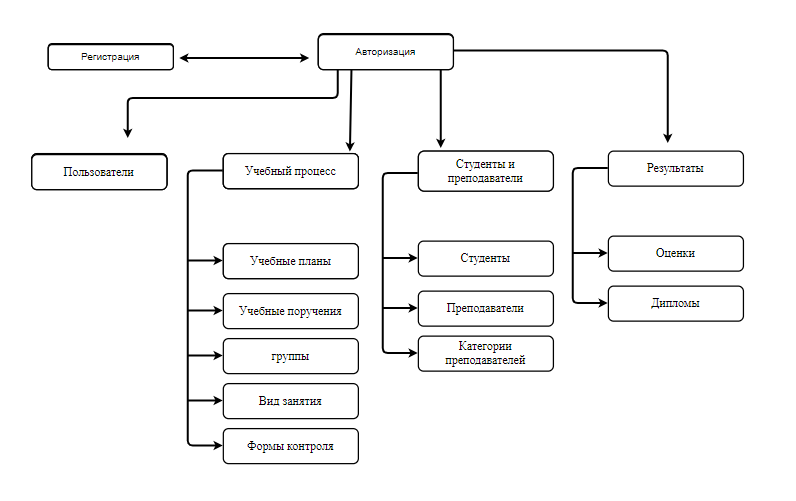 Регистрация
Авторизация
Пользователи
Учебный процесс
Студенты и
преподаватели
Результаты
Учебные планы
Учебные поручения
группы
Вид занятия
Формы контроля
Студенты
Преподаватели
Категории
преподавателей
Оценки
Дипломы